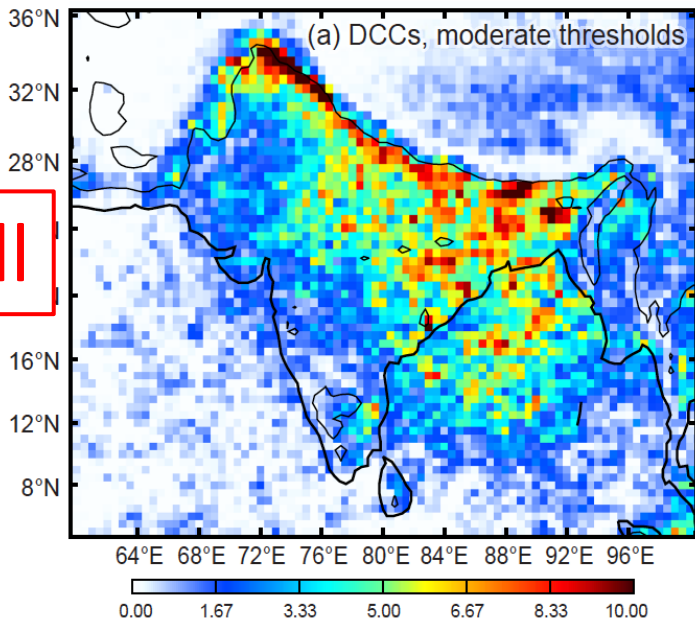 36°N
(a) DCCs, moderate thresholds
32°N
28°N
II
16°N
12°N
8°N
64°E 68°E 72°E 76°E 80°E 84°E 88°E 92°E 96°E
0.00 1.67 3.33 5.00 6.67 8.33 10.00